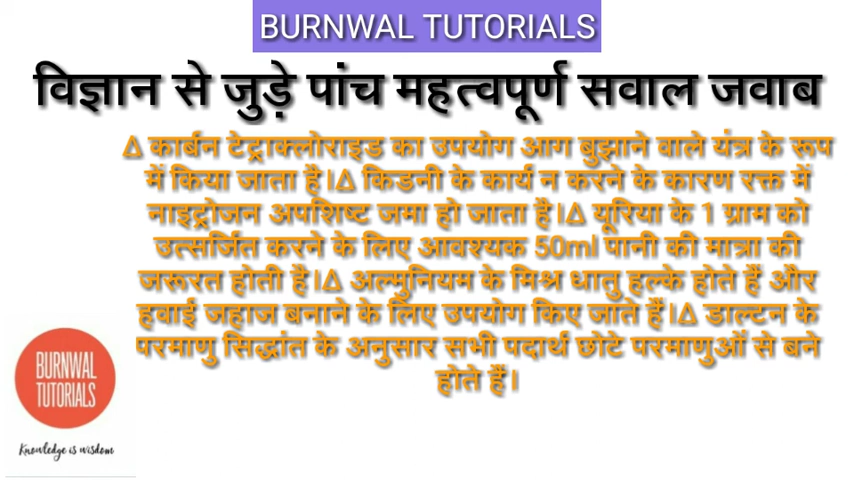 BURNWAL TUTORIALS
विज्ञान से जुड़े पांच महत्वपूर्ण सवाल जवाब
Δ कार्बन टेट्राक्लोराइड का उपयोग आग बुझाने वाले यंत्र के रूप
में किया जाता है।Δ किडनी के कार्य न करने के कारण रक्त में
नाइट्रोजन अपशिष्ट जमा हो जाता है।Δ यूरिया के 1 ग्राम को
उत्सर्जित करने के लिए आवश्यक 50ml पानी की मात्रा की
जरूरत होती है।Δ अल्मुनियम के मिश्र धातु हल्के होते हैं और
हवाई जहाज बनाने के लिए उपयोग किए जाते हैं।Δ डाल्टन के
परमाणु सिद्धांत के अनुसार सभी पदार्थ छोटे परमाणुओं से बने
होते हैं।
BURNWAL
TUTORIALS
Knowledge is wisdom